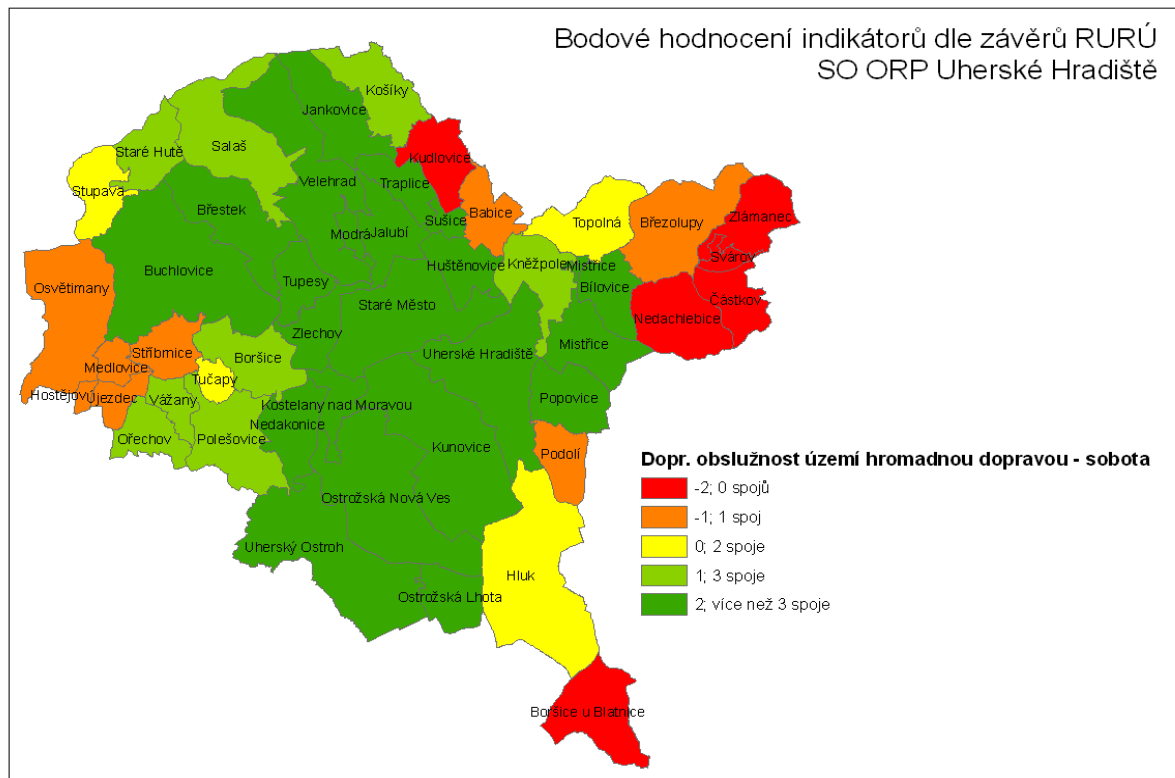 Bodové hodnocení indikátorů dle závěrů RURÚ
SO ORP Uherské Hradiště
Košíky
Jankovice
Staré Hutě
Salaš
Kudlovice
Stupava
Velehrad
Traplice
Břestek
Babice
Zlámanec
Sušice
Topolná
Březolupy
Modrá
Jalubí
Svárov
Buchlovice
Huštěnovice
Kněžpole
Mistřice
Osvětimany
Tupesy
Bílovice
Staré Město
Částkov
Nedachlebice
Zlechov
Stříbrnice
Boršice
Uherské Hradiště
Mistřice
Medlovice
Tučapy
Hostějov
Újezdec
Vážany
Kostelany nad Moravou
Popovice
Nedakonice
Ořechov
Polešovice
Kunovice
Podolí
Dopr. obslužnost území hromadnou dopravou - sobota
-2; 0 spojů
Ostrožská Nová Ves
-1; 1 spoj
Uherský Ostroh
0; 2 spoje
Hluk
1; 3 spoje
Ostrožská Lhota
2; více než 3 spoje
Boršice u Blatnice